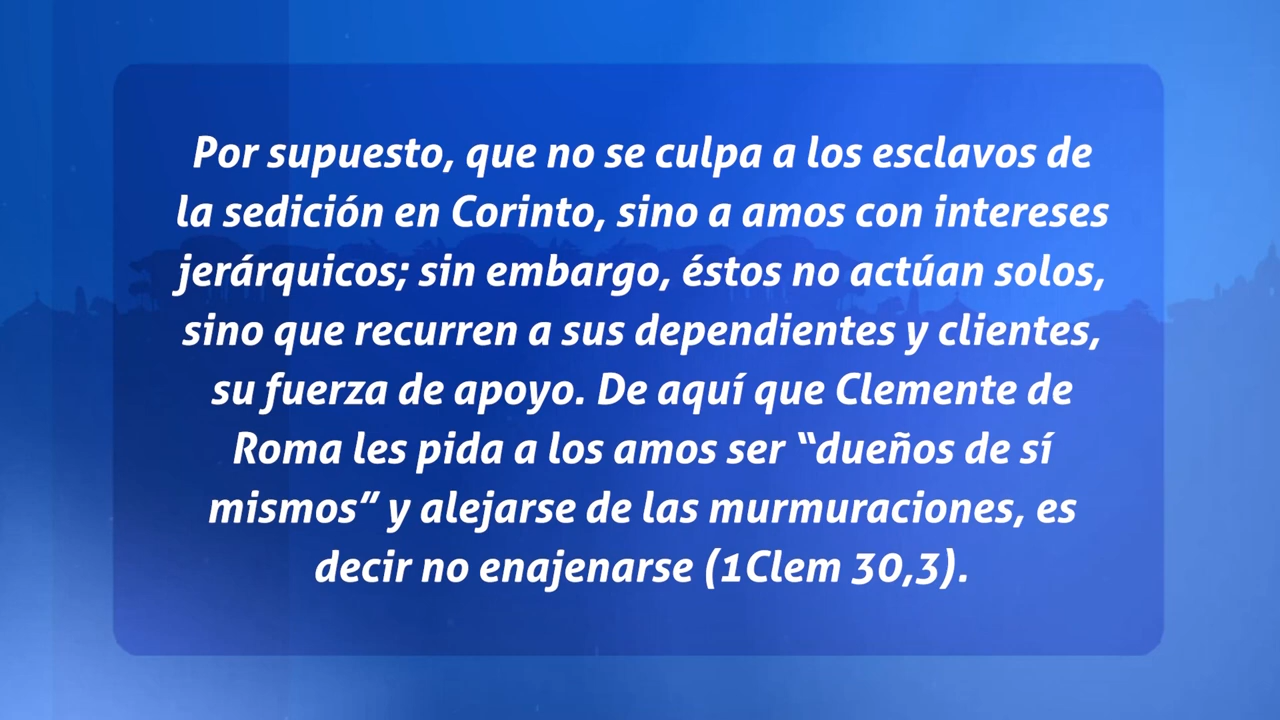 Por supuesto, que no se culpa a los esclavos de
la sedición en Corinto, sino a amos con intereses
jerárquicos; sin embargo, éstos no actúan solos,
sino que recurren a sus dependientes y clientes,
su fuerza de apoyo. De aquí que Clemente de
Roma les pida a los amos ser “dueños de sí
mismos” y alejarse de las murmuraciones, es
decir no enajenarse (1Clem 30,3).